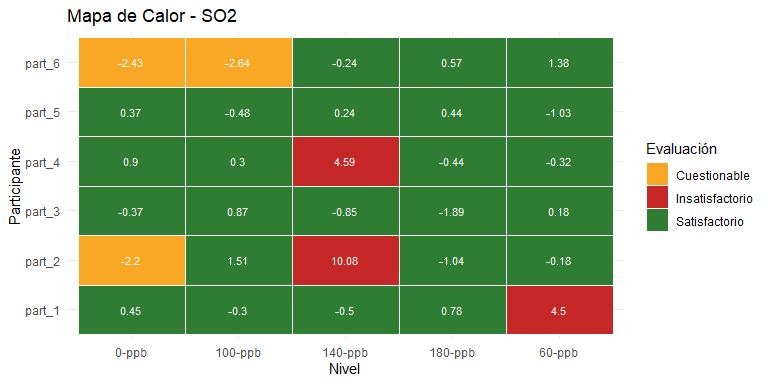 Mapa de Calor - SO2
part_6 -2.43 -2.64 -0.24 0.57 1.38
part_5 0.37 -0.48 0.24 0.44 -1.03
part_4 0.9 0.3 4.59 -0.44 -0.32
part_3 -0.37 0.87 -0.85 -1.89 0.18
part_2 -2.2 1.51 10.08 -1.04 -0.18
part_1 0.45 -0.3 -0.5 0.78 4.5
0-ppb 100-ppb 140-ppb 180-ppb 60-ppb
Nivel
Participante
Evaluación
Cuestionable
Insatisfactorio
Satisfactorio